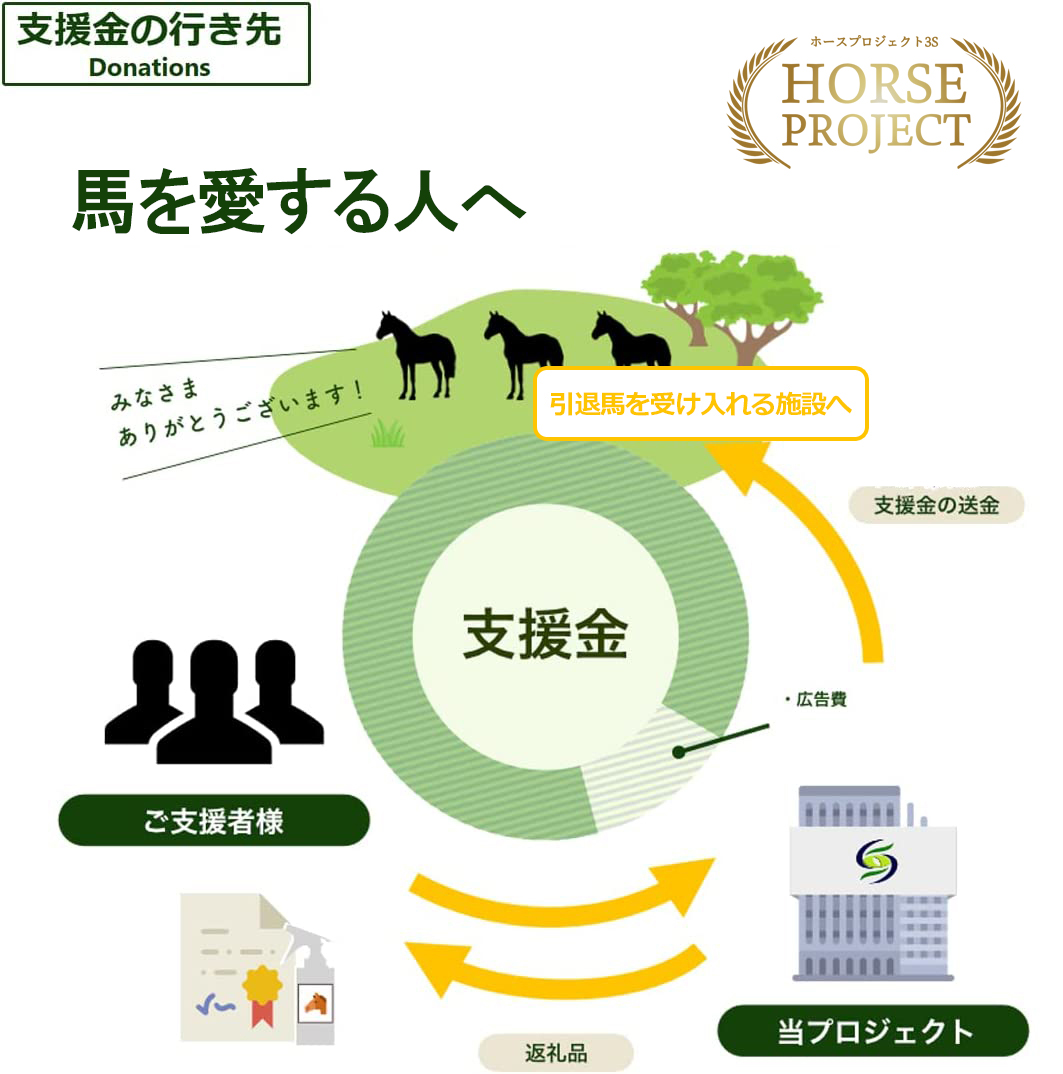 支援金の行き先
Donations
ホースプロジェクト3S
HORSE
PROJECT
馬を愛する人へ
みなさま
ありがとうございます！
引退馬を受け入れる施設へ
支援金の送金
支援金
・広告費
ご支援者様
返礼品
当プロジェクト